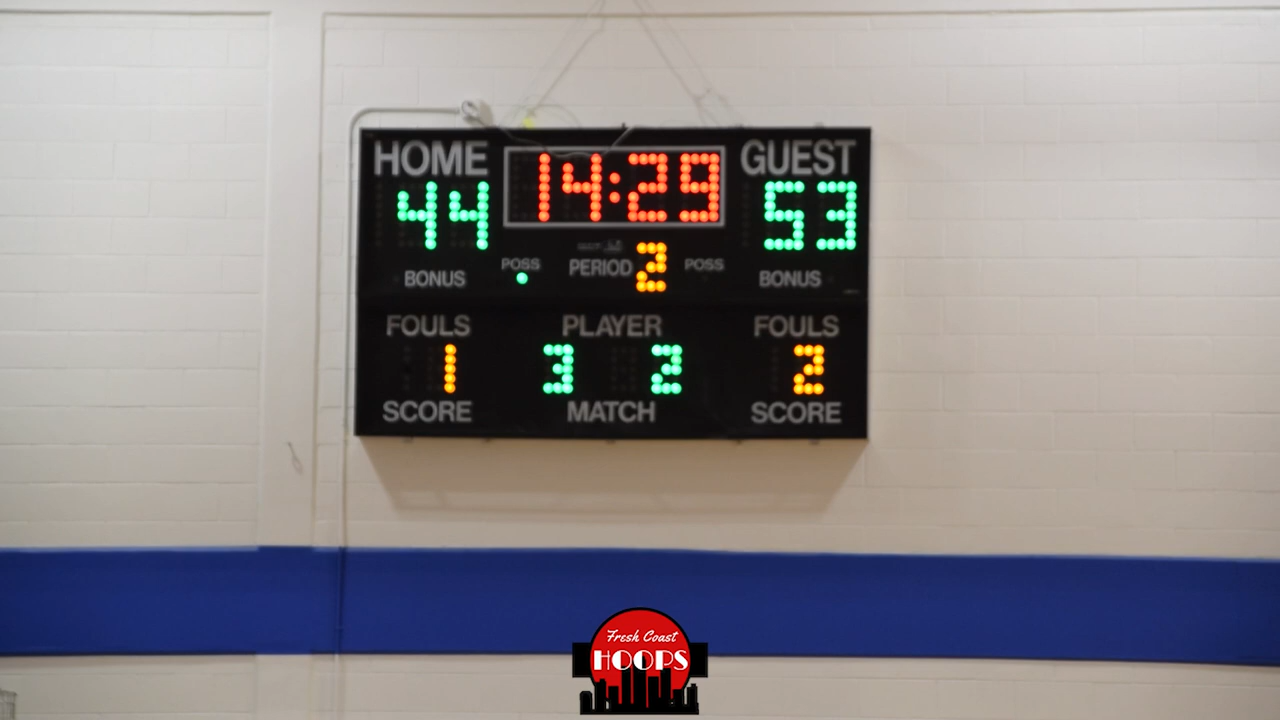 HOME 14:29 GUEST
44 53
POSS PERIOD 2 POSS
BONUS BONUS
FOULS PLAYER FOULS
1 3 2 2
SCORE MATCH SCORE
Fresh Coast
HOOPS